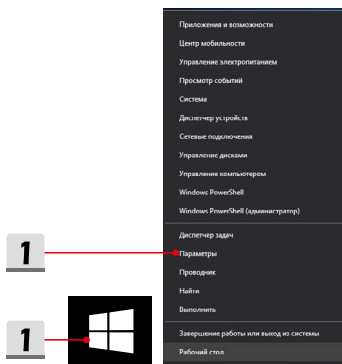 Приложения и возможности
Центр мобильности
Управление электропитанием
Просмотр событий
Система
Диспетчер устройств
Сетевые подключения
Управление дисками
Управление компьютером
Windows PowerShell
Windows PowerShell (администратор)
Диспетчер задач
1
Параметры
Проводник
Найти
Выполнить
1
Завершение работы или выход из системы
Рабочий стол